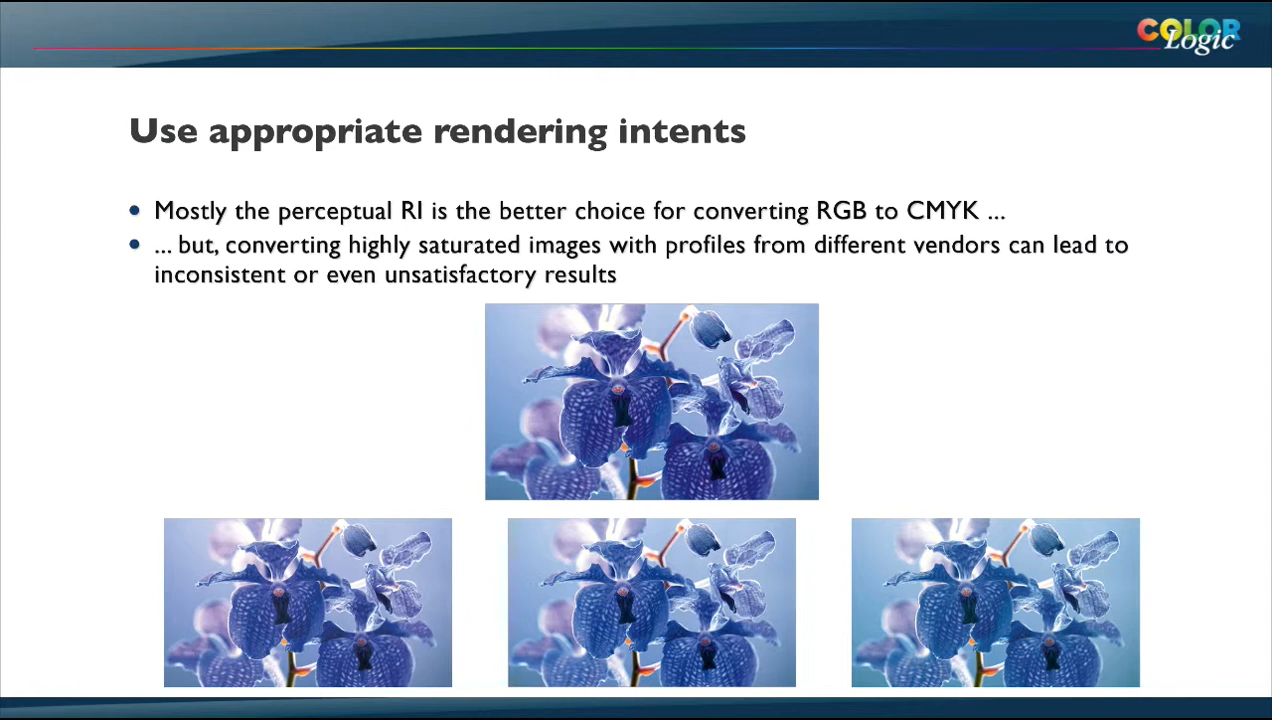 COLOR
Logic
Use appropriate rendering intents
• Mostly the perceptual RI is the better choice for converting RGB to CMYK ...
• ... but, converting highly saturated images with profiles from different vendors can lead to
inconsistent or even unsatisfactory results